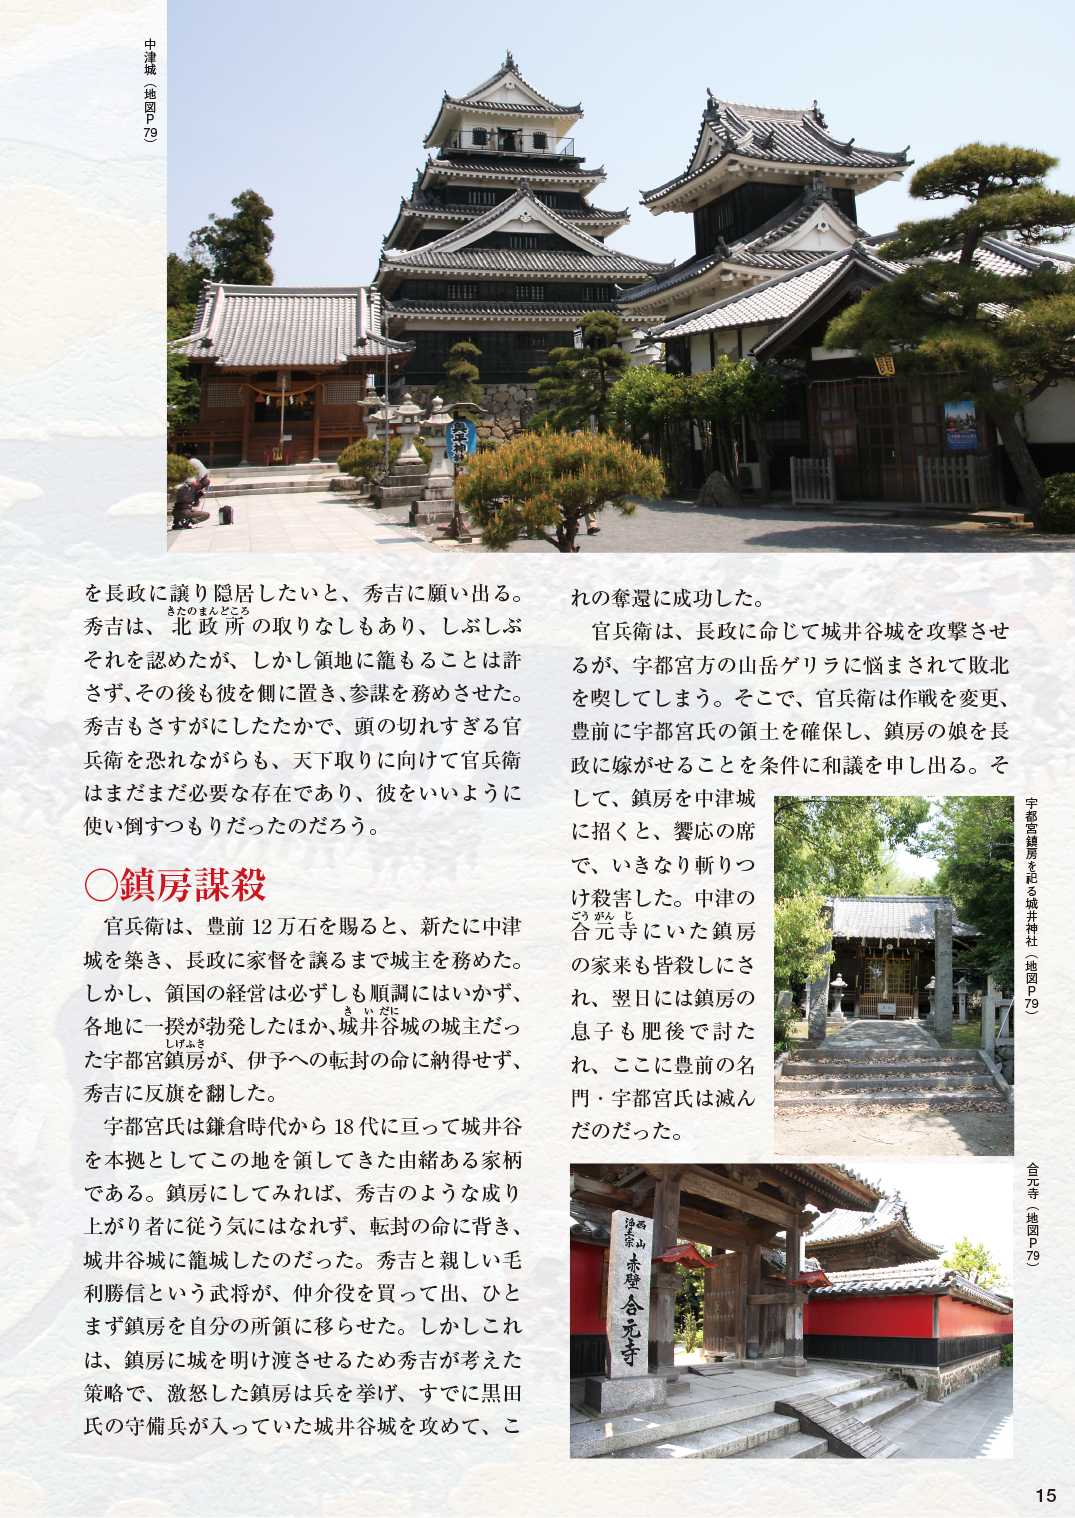 中津城（地図P79）
奥平神社
を長政に譲り隠居したいと、秀吉に願い出る。
秀吉は、北政所の取りなしもあり、しぶしぶ
きたのまんどころ
それを認めたが、しかし領地に籠もることは許
さず、その後も彼を側に置き、参謀を務めさせた。
秀吉もさすがにしたたかで、頭の切れすぎる官
兵衛を恐れながらも、天下取りに向けて官兵衛
はまだまだ必要な存在であり、彼をいいように
使い倒すつもりだったのだろう。
○鎮房謀殺
官兵衛は、豊前12万石を賜ると、新たに中津
城を築き、長政に家督を譲るまで城主を務めた。
しかし、領国の経営は必ずしも順調にはいかず、
各地に一揆が勃発したほか、城井谷城の城主だっ
きいだに
た宇都宮鎮房が、伊予への転封の命に納得せず、
しげふさ
秀吉に反旗を翻した。
宇都宮氏は鎌倉時代から18代に亘って城井谷
を本拠としてこの地を領してきた由緒ある家柄
である。鎮房にしてみれば、秀吉のような成り
上がり者に従う気にはなれず、転封の命に背き、
城井谷城に籠城したのだった。秀吉と親しい毛
利勝信という武将が、仲介役を買って出、ひと
まず鎮房を自分の所領に移らせた。しかしこれ
は、鎮房に城を明け渡させるため秀吉が考えた
策略で、激怒した鎮房は兵を挙げ、すでに黒田
氏の守備兵が入っていた城井谷城を攻めて、こ
れの奪還に成功した。
官兵衛は、長政に命じて城井谷城を攻撃させ
るが、宇都宮方の山岳ゲリラに悩まされて敗北
を喫してしまう。そこで、官兵衛は作戦を変更、
豊前に宇都宮氏の領土を確保し、鎮房の娘を長
政に嫁がせることを条件に和議を申し出る。そ
して、鎮房を中津城
に招くと、饗応の席
で、いきなり斬りつ
け殺害した。中津の
合元寺にいた鎮房
ごうがんじ
の家来も皆殺しにさ
れ、翌日には鎮房の
息子も肥後で討た
れ、ここに豊前の名
門・宇都宮氏は滅ん
だのだった。
宇都宮鎮房を祀る城井神社（地図P79）
合元寺（地図P79）
西山
浄土宗
赤壁 合元寺
15